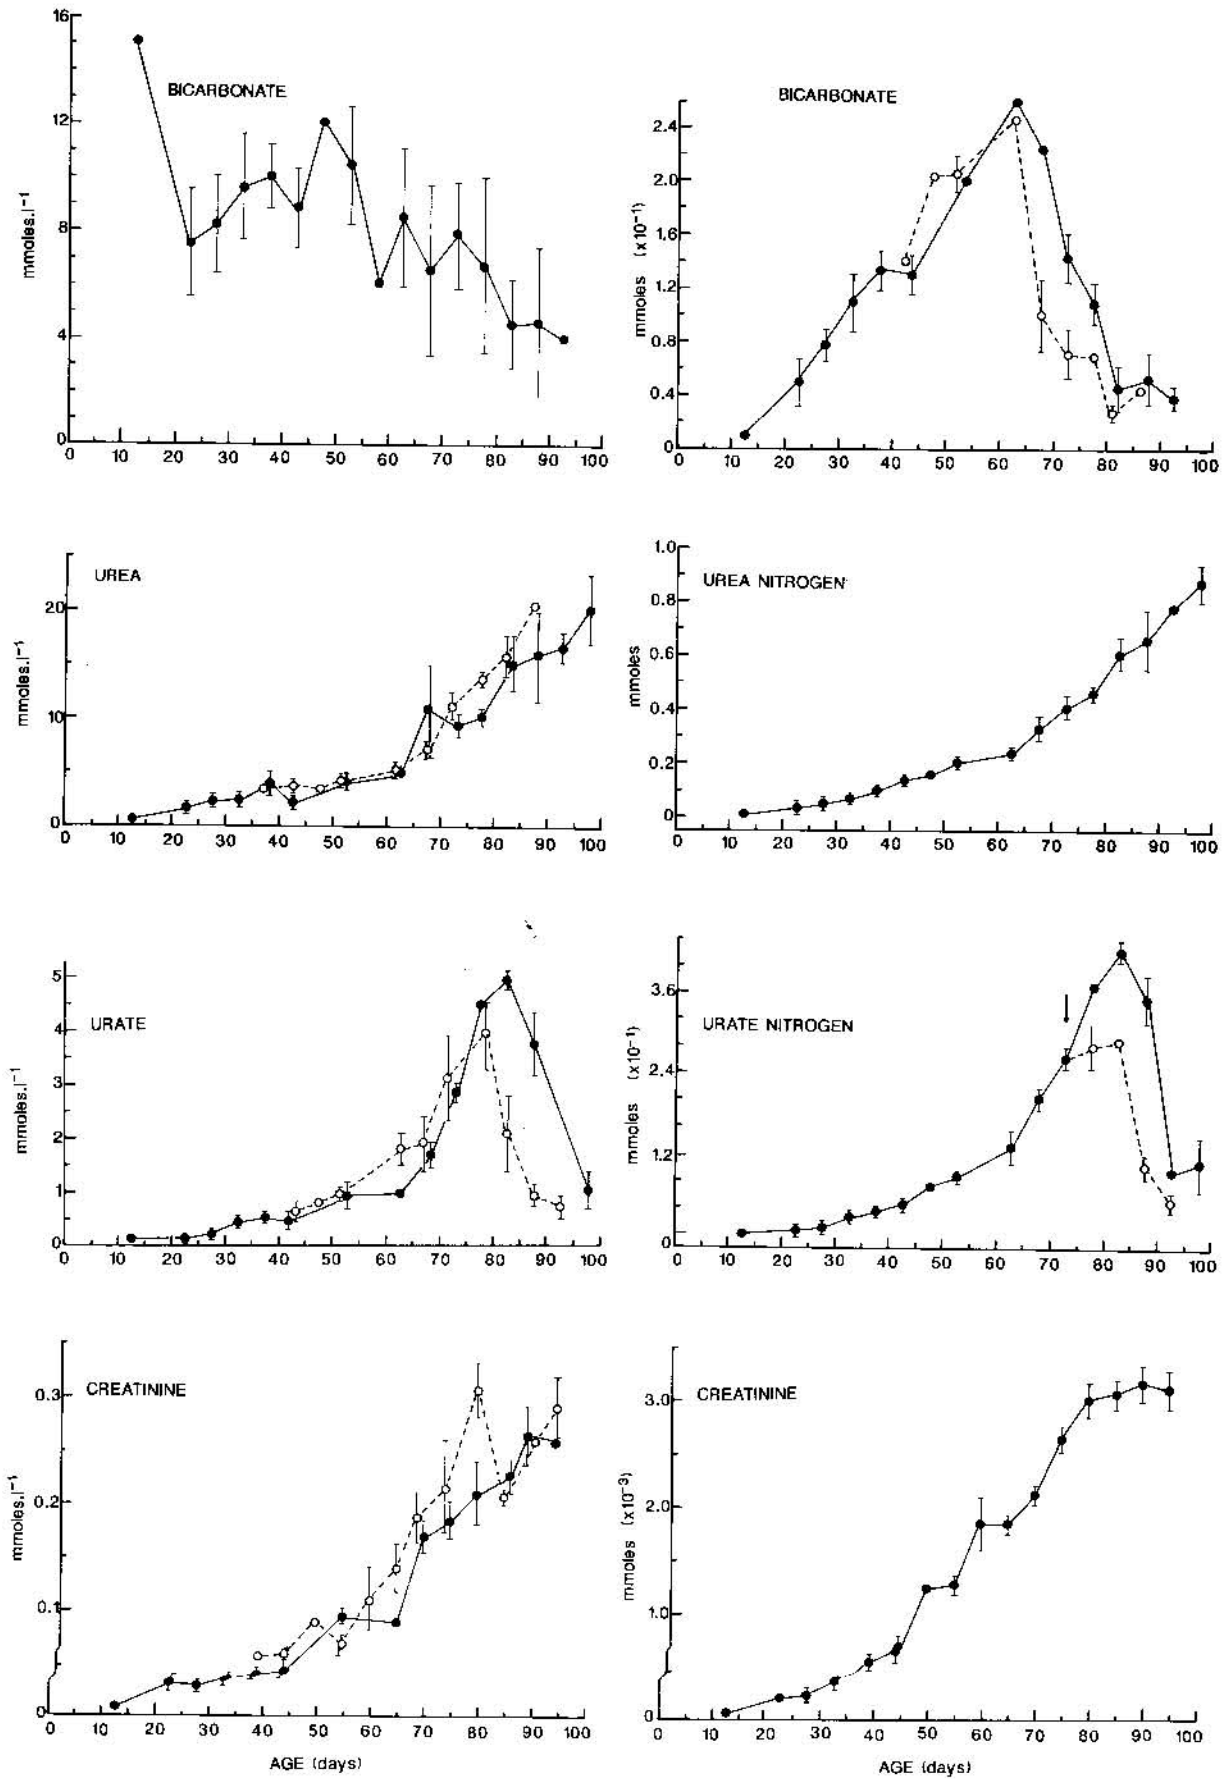 BICARBONATE
mmoles.l⁻¹
16
12
8
4
0
10 20 30 40 50 60 70 80 90 100
BICARBONATE
mmoles (x10⁻¹)
2.4
2.0
1.6
1.2
0.8
0.4
0
0 10 20 30 40 50 60 70 80 90 100
UREA
mmoles.l⁻¹
20
10
0
0 10 20 30 40 50 60 70 80 90 100
UREA NITROGEN
mmoles
1.0
0.8
0.6
0.4
0.2
0
0 10 20 30 40 50 60 70 80 90 100
URATE
mmoles.l⁻¹
5
4
3
2
1
0
0 10 20 30 40 50 60 70 80 90 100
URATE NITROGEN
mmoles (x10⁻¹)
3.6
2.4
1.2
0
0 10 20 30 40 50 60 70 80 90 100
CREATININE
mmoles.l⁻¹
0.3
0.2
0.1
0
0 10 20 30 40 50 60 70 80 90 100
AGE (days)
CREATININE
mmoles (x10⁻³)
3.0
2.0
1.0
0
0 10 20 30 40 50 60 70 80 90 100
AGE (days)